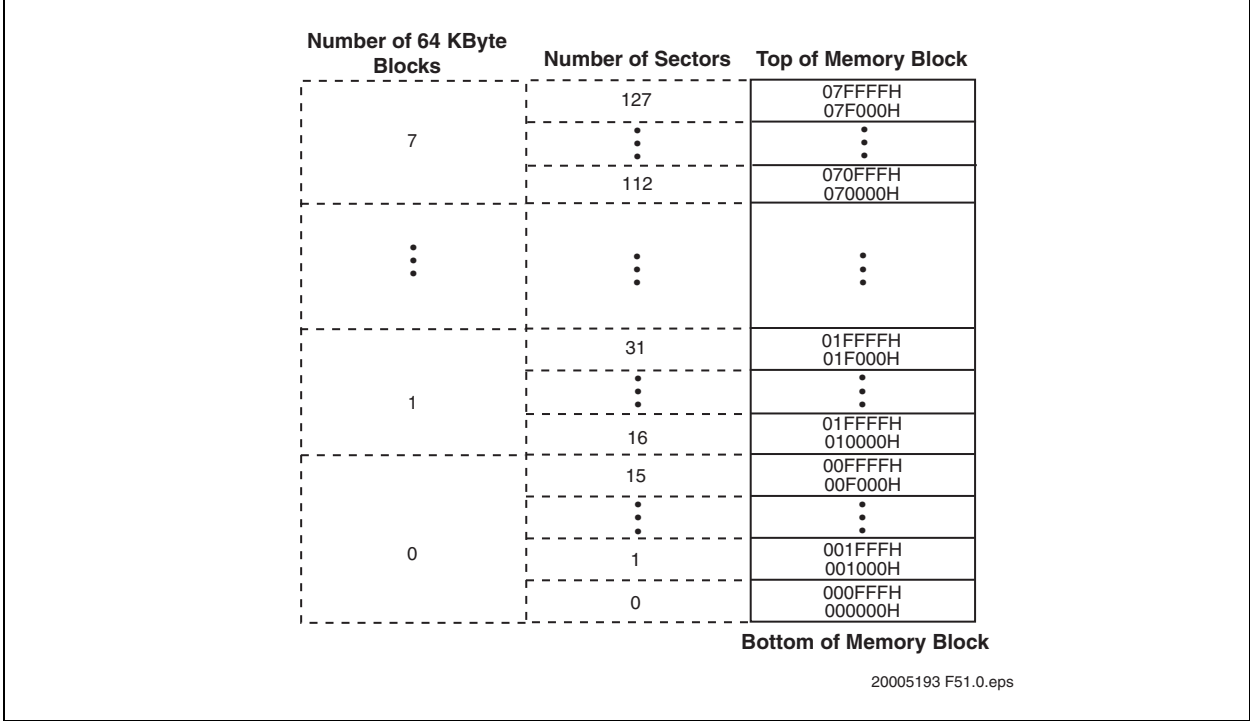 Number of 64 KByte
Blocks
Number of Sectors
Top of Memory Block
7
127
07FFFFH
07F000H
112
070FFFH
070000H
1
31
01FFFFH
01F000H
16
01FFFFH
010000H
0
15
00FFFFH
00F000H
1
001FFFH
001000H
0
000FFFH
000000H
Bottom of Memory Block
20005193 F51.0.eps